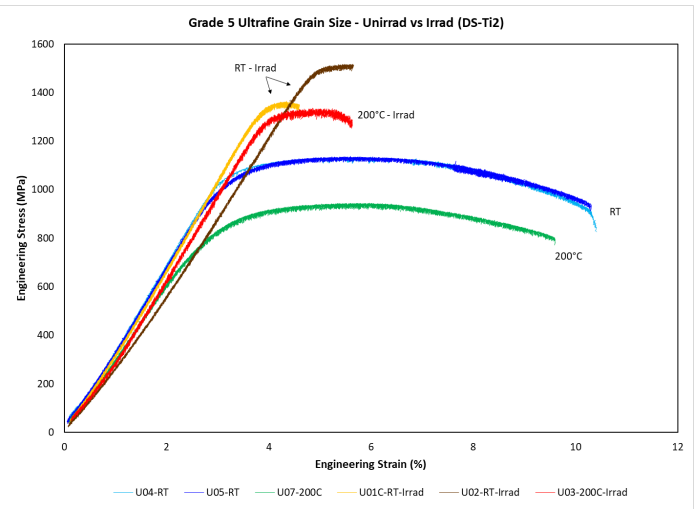 Grade 5 Ultrafine Grain Size - Unirrad vs Irrad (DS-Ti2)
1600
1400
1200
1000
800
600
400
200
0
Engineering Stress (MPa)
RT - Irrad
200°C - Irrad
RT
200°C
0 2 4 6 8 10 12
Engineering Strain (%)
U04-RT U05-RT U07-200C U01C-RT-Irrad U02-RT-Irrad U03-200C-Irrad